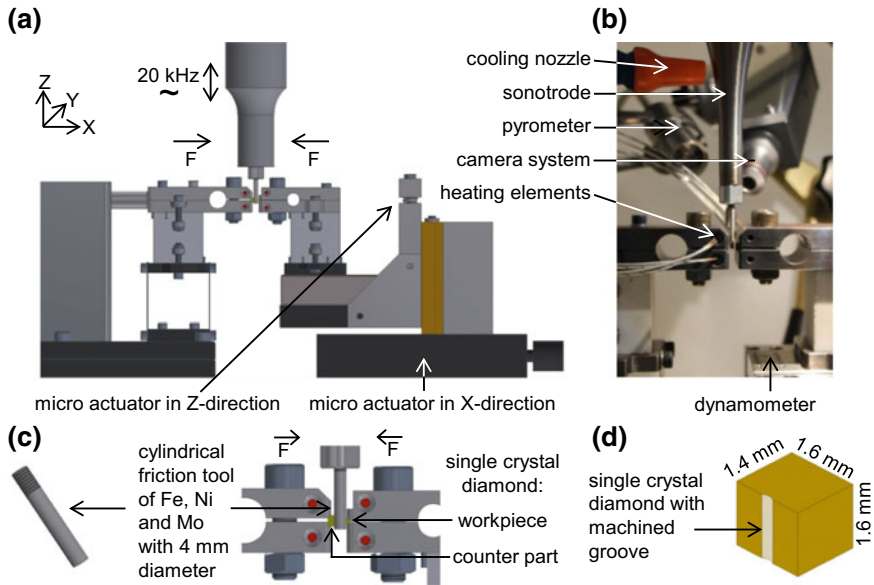 (a)
Z
Y
X
20 kHz
~
F
F
micro actuator in Z-direction
micro actuator in X-direction
(b)
cooling nozzle
sonotrode
pyrometer
camera system
heating elements
dynamometer
(c)
cylindrical
friction tool
of Fe, Ni
and Mo
with 4 mm
diameter
F
F
single crystal
diamond:
workpiece
counter part
(d)
1.4 mm
1.6 mm
1.6 mm
single crystal
diamond with
machined
groove